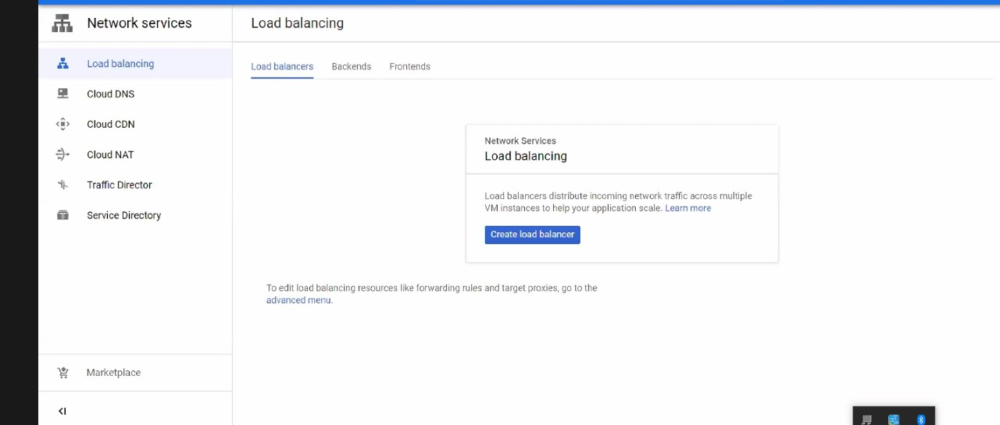 Network services
Load balancing
Load balancing
Cloud DNS
Cloud CDN
Cloud NAT
Traffic Director
Service Directory
Marketplace
Load balancers
Backends
Frontends
Network Services
Load balancing
Load balancers distribute incoming network traffic across multiple
VM instances to help your application scale. Learn more
Create load balancer
To edit load balancing resources like forwarding rules and target proxies, go to the
advanced menu.